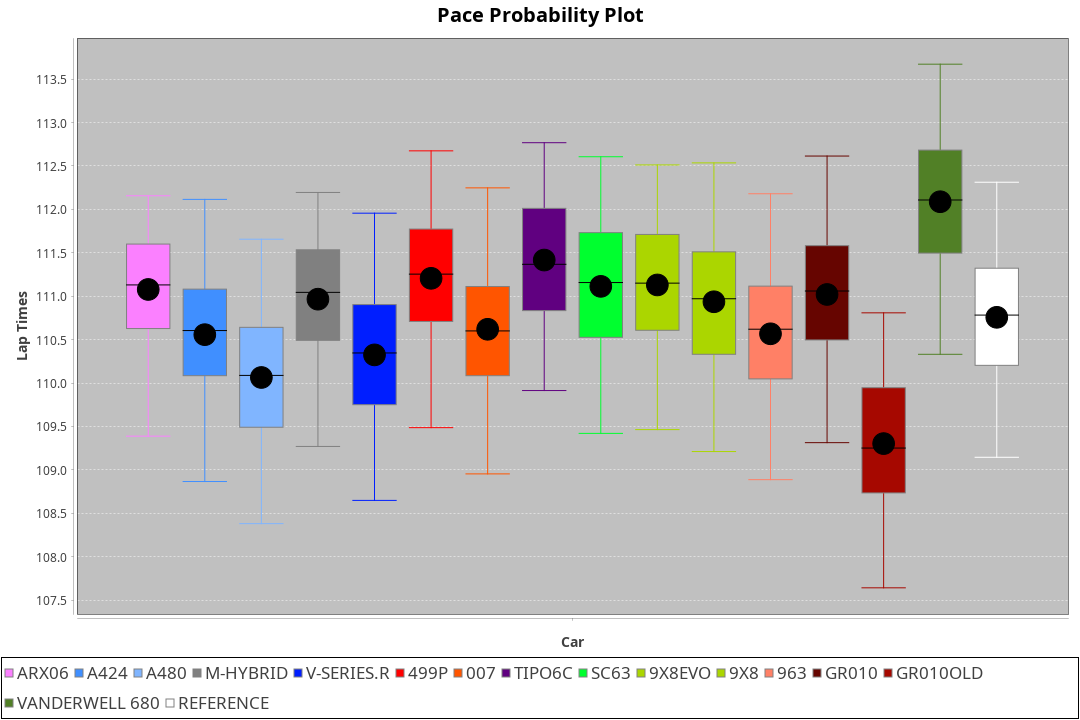 Pace Probability Plot
113.5
113.0
112.5
112.0
111.5
111.0
110.5
110.0
109.5
109.0
108.5
108.0
107.5
Lap Times
Car
ARX06 A424 A480 M-HYBRID V-SERIES.R 499P 007 TIPO6C SC63 9X8EVO 9X8 963 GR010 GR010OLD
VANDERWELL 680 REFERENCE